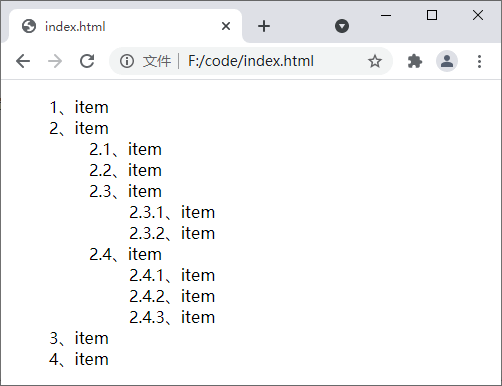 index.html
文件 F:/code/index.html
1、item
2、item
2.1、item
2.2、item
2.3、item
2.3.1、item
2.3.2、item
2.4、item
2.4.1、item
2.4.2、item
2.4.3、item
3、item
4、item